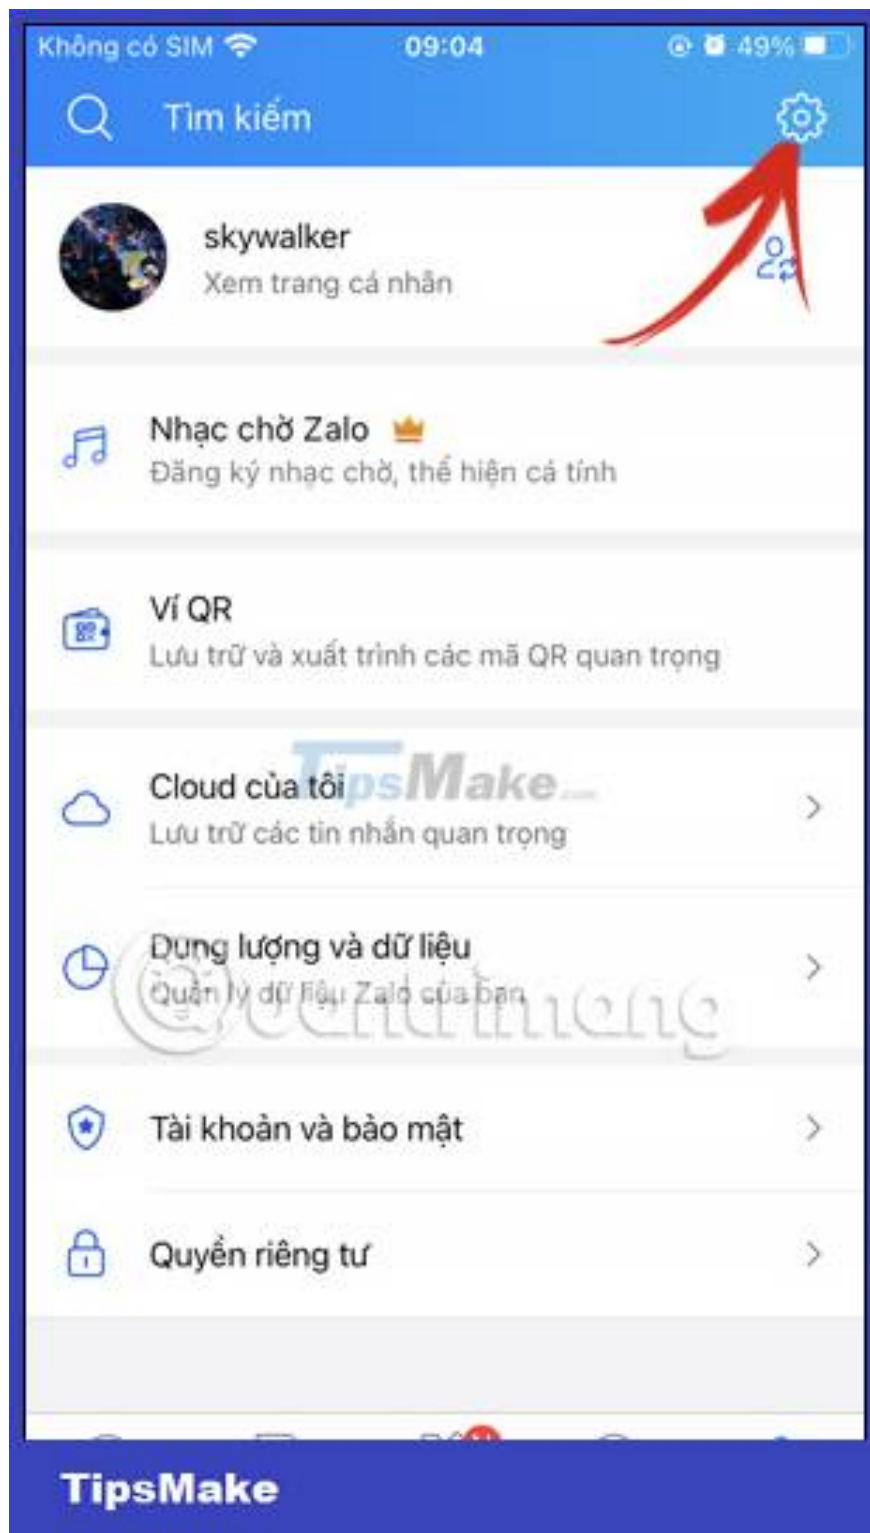 Không có SIM 09:04 49%
Tìm kiếm
skywalker
Xem trang cá nhân
Nhạc chờ Zalo
Đăng ký nhạc chờ, thể hiện cá tính
Ví QR
Lưu trữ và xuất trình các mã QR quan trọng
TipsMake
Cloud của tôi
Lưu trữ các tin nhắn quan trọng
Dung lượng và dữ liệu
Quản lý dữ liệu Zalo của bạn
Quantrimang
Tài khoản và bảo mật
Quyền riêng tư
TipsMake